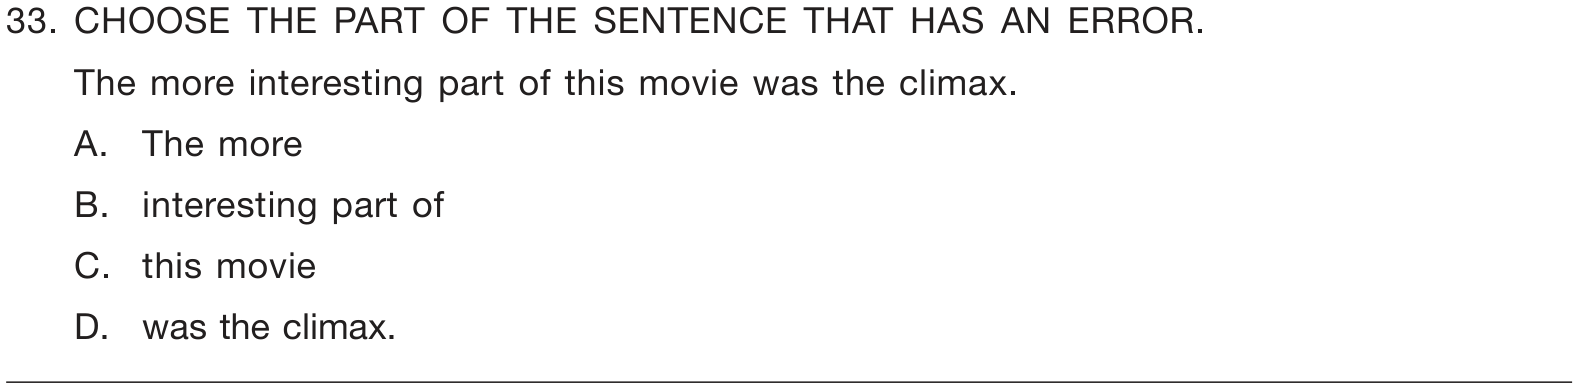 33. CHOOSE THE PART OF THE SENTENCE THAT HAS AN ERROR.
The more interesting part of this movie was the climax.
A. The more
B. interesting part of
C. this movie
D. was the climax.